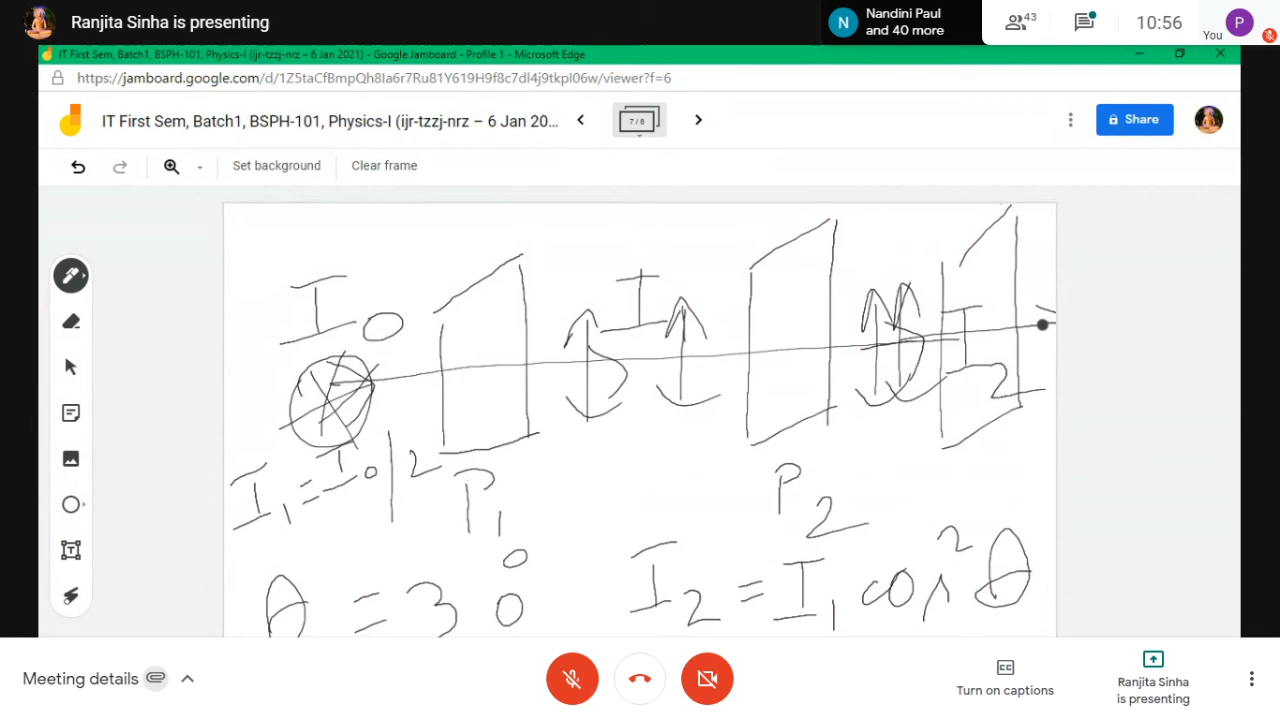 Ranjita Sinha is presenting
N
Nandini Paul
and 40 more
43
10:56
You
P
IT First Sem, Batch1, BSPH-101, Physics-I (ijr-tzzj-nrz – 6 Jan 2021) - Google Jamboard - Profile 1 - Microsoft Edge
https://jamboard.google.com/d/1Z5taCfBmpQh8Ia6r7Ru81Y619H9f8c7dl4j9tkpI06w/viewer?f=6
IT First Sem, Batch1, BSPH-101, Physics-I (ijr-tzzj-nrz – 6 Jan 20...
7/8
Share
Set background
Clear frame
I0
I
I2
I1 = I0/2
P1
P2
θ = 30°
I2 = I1 cos²θ
Meeting details
CC
Turn on captions
Ranjita Sinha
is presenting